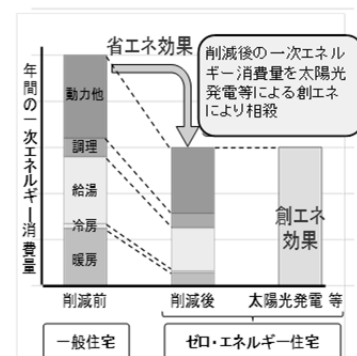 省エネ効果
削減後の一次エネル
ギー消費量を太陽光
発電等による創エネ
により相殺
年間の一次エネルギー消費量
動力他
調理
給湯
冷房
暖房
創エネ
効果
削減前
削減後
太陽光発電 等
一般住宅
ゼロ・エネルギー住宅